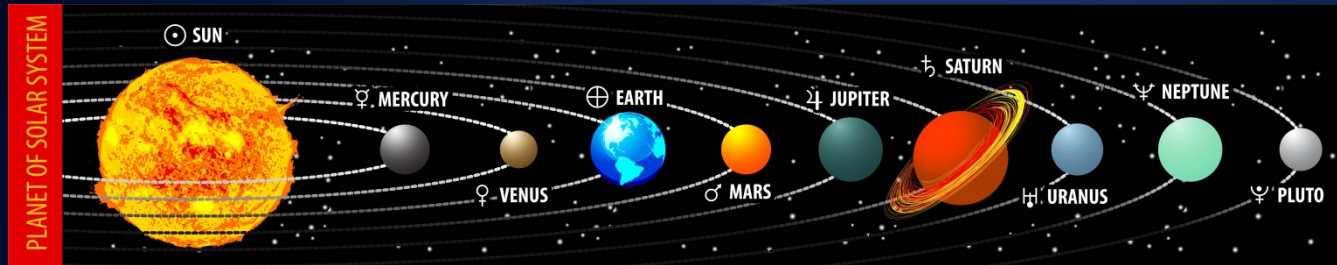 PLANET OF SOLAR SYSTEM
☉ SUN
☿ MERCURY
♀ VENUS
⊕ EARTH
♂ MARS
♃ JUPITER
♄ SATURN
♅ URANUS
♆ NEPTUNE
♇ PLUTO